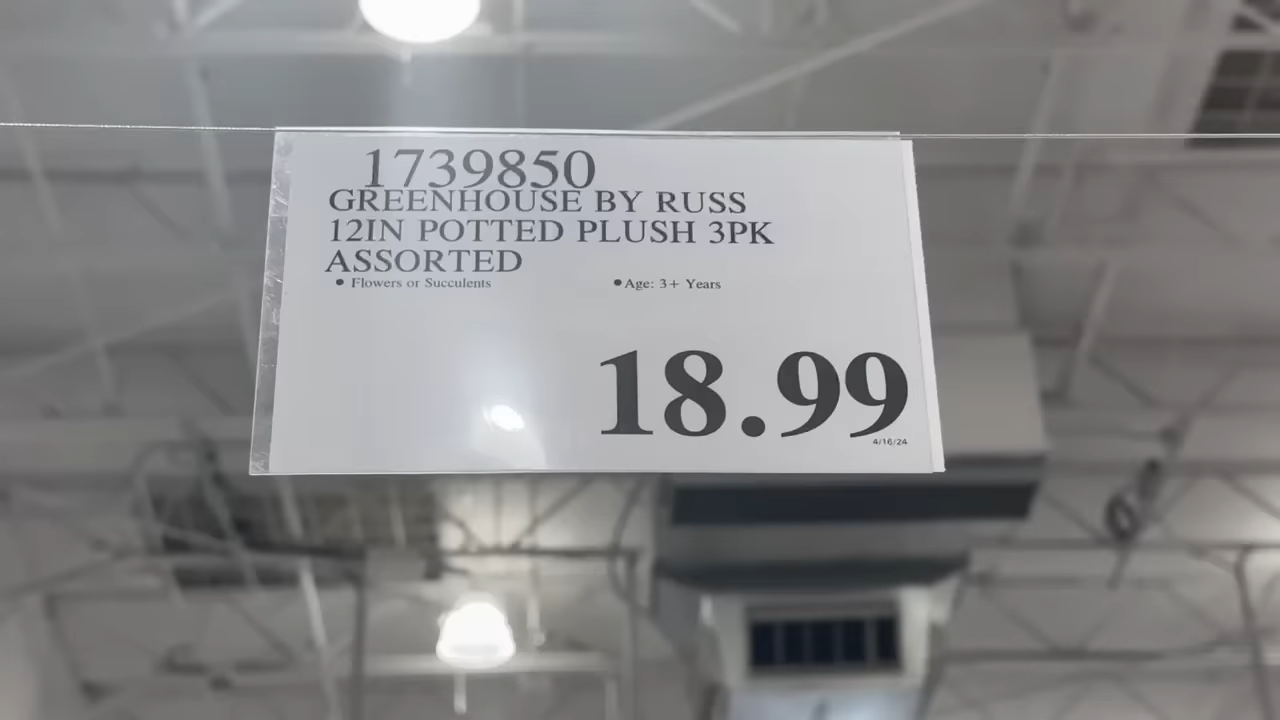 1739850
GREENHOUSE BY RUSS
12IN POTTED PLUSH 3PK
ASSORTED
• Flowers or Succulents • Age: 3+ Years
18.99
4/16/24